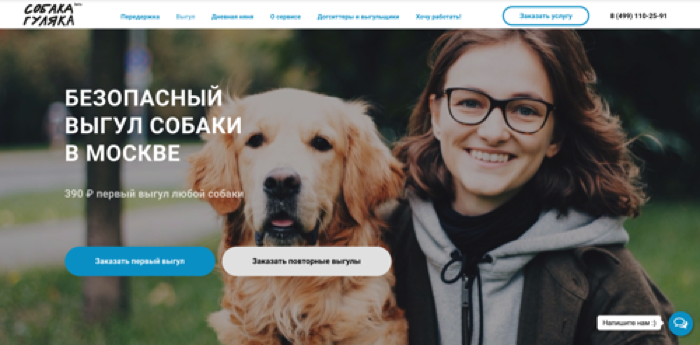 СОБАКА
ГУЛЯКА
Передержка Выгул Дневная няня О сервисе Догситтеры и выгульщики Хочу работать! Заказать услугу 8 (499) 110-25-91
БЕЗОПАСНЫЙ
ВЫГУЛ СОБАКИ
В МОСКВЕ
390 ₽ первый выгул любой собаки
Заказать первый выгул Заказать повторные выгулы
Напишите нам :)